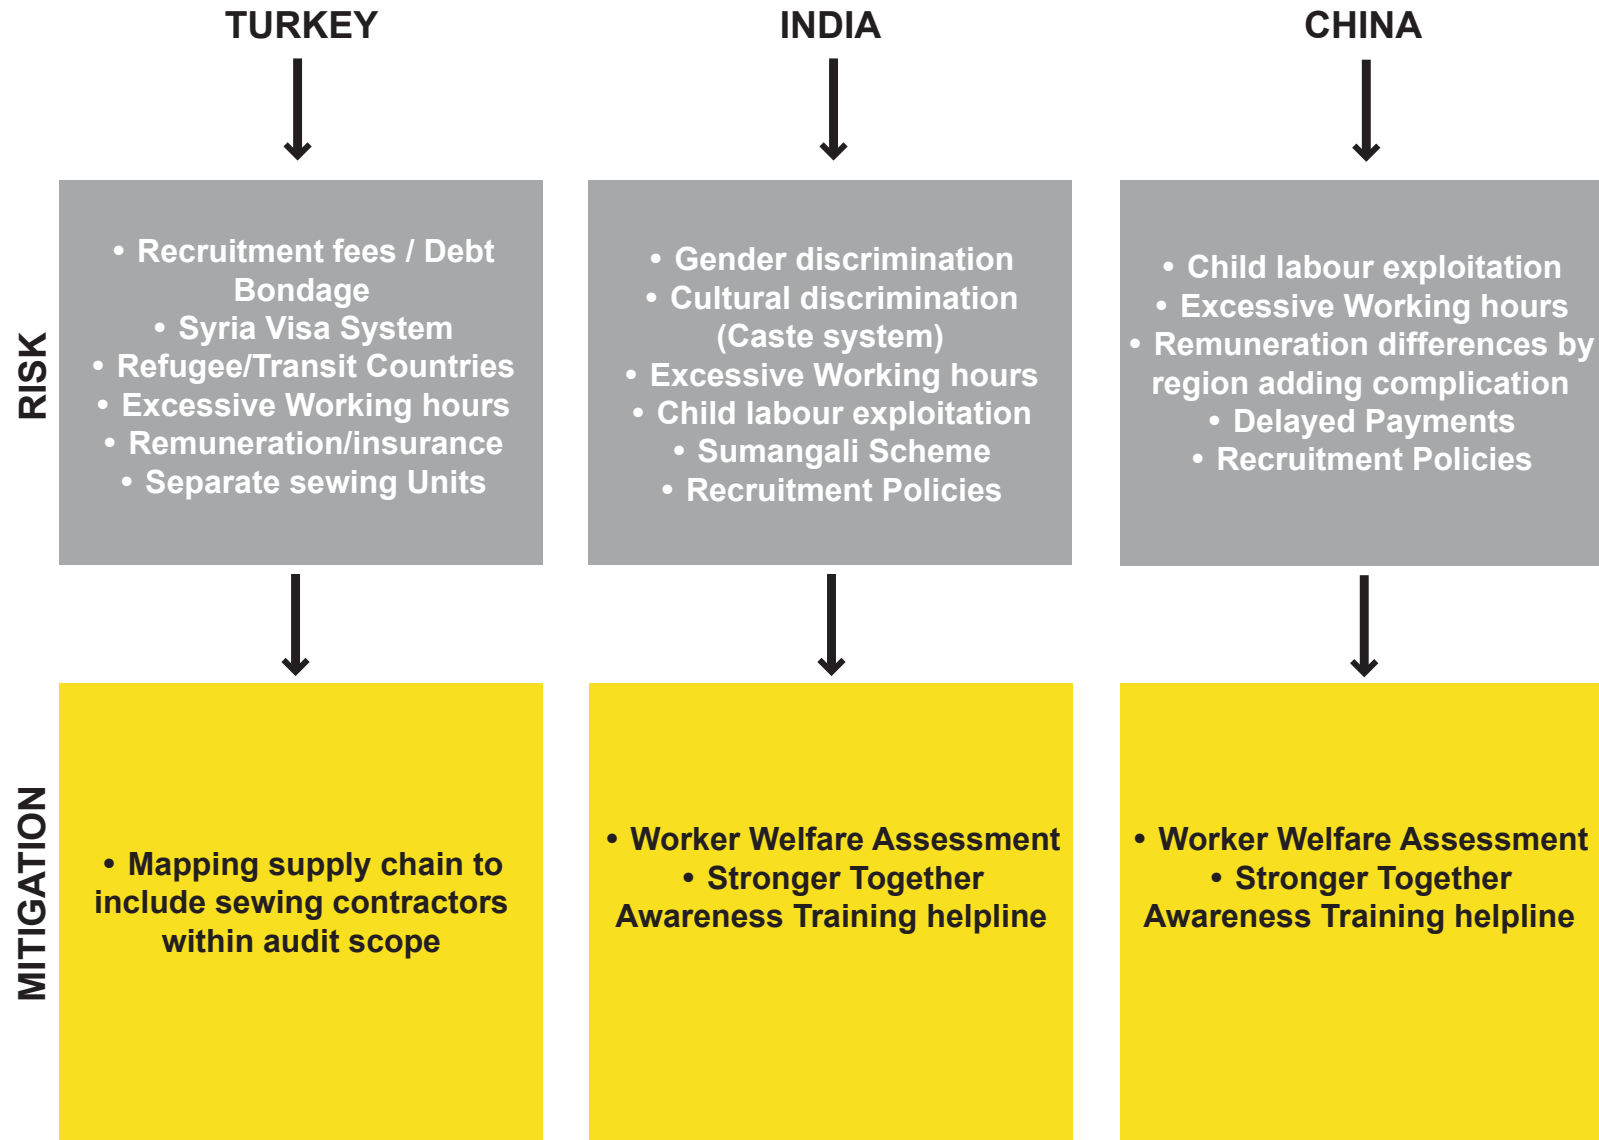 TURKEY
INDIA
CHINA
RISK
• Recruitment fees / Debt
Bondage
• Syria Visa System
• Refugee/Transit Countries
• Excessive Working hours
• Remuneration/insurance
• Separate sewing Units
• Gender discrimination
• Cultural discrimination
(Caste system)
• Excessive Working hours
• Child labour exploitation
• Sumangali Scheme
• Recruitment Policies
• Child labour exploitation
• Excessive Working hours
• Remuneration differences by
region adding complication
• Delayed Payments
• Recruitment Policies
MITIGATION
• Mapping supply chain to
include sewing contractors
within audit scope
• Worker Welfare Assessment
• Stronger Together
Awareness Training helpline
• Worker Welfare Assessment
• Stronger Together
Awareness Training helpline